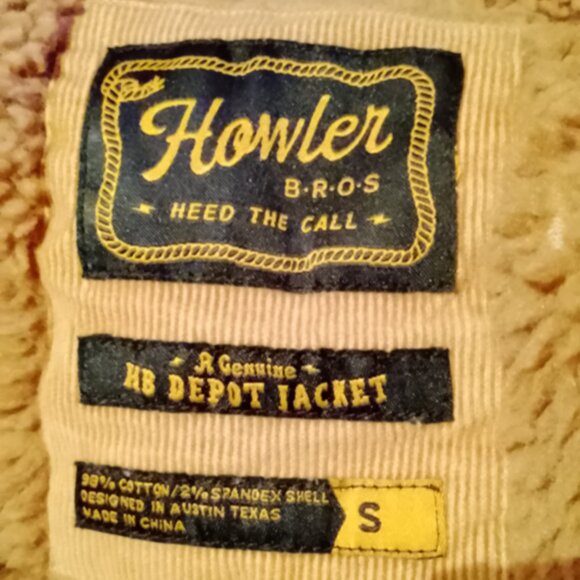 Howler
B·R·O·S
HEED THE CALL
A Genuine
HB DEPOT JACKET
98% COTTON/2% SPANDEX SHELL
DESIGNED IN AUSTIN TEXAS
MADE IN CHINA
S